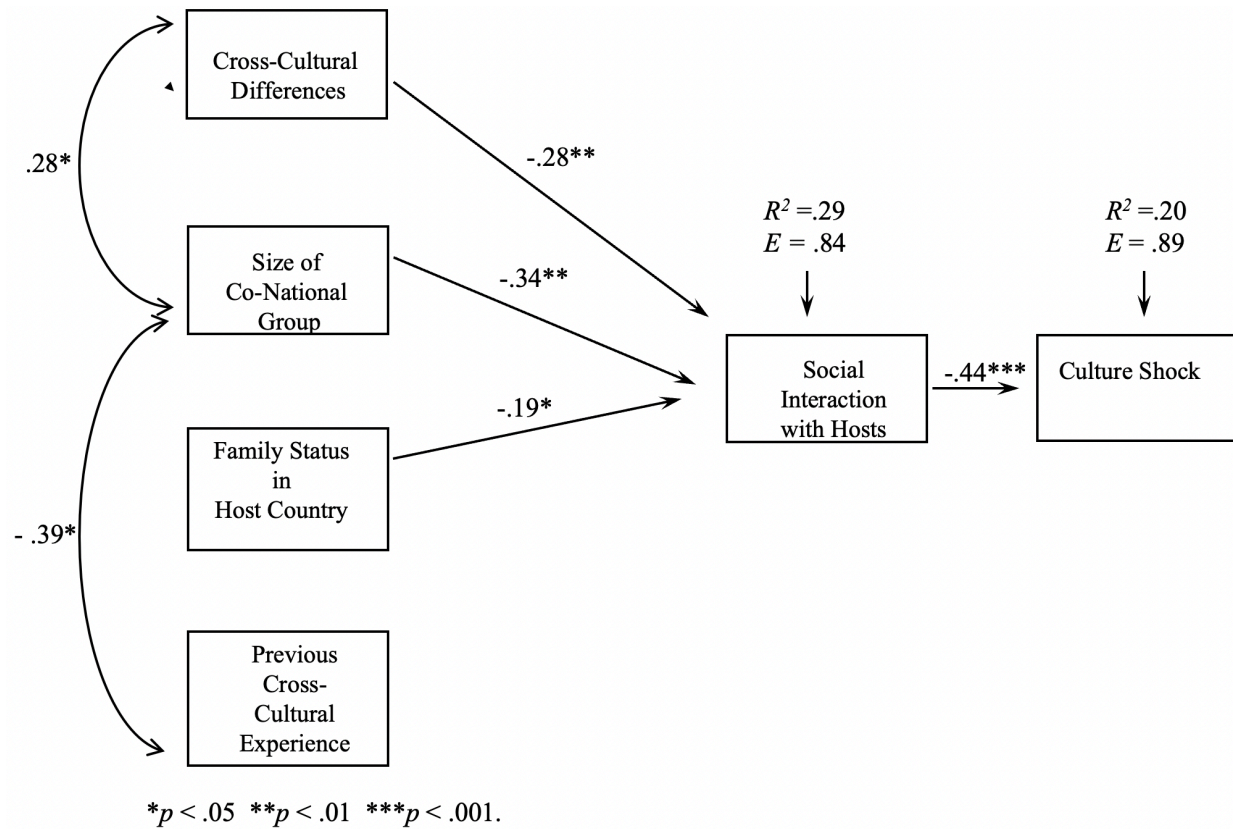 Cross-Cultural
Differences
.28*
-.28**
R² =.29
E = .84
R² =.20
E = .89
Size of
Co-National
Group
-.34**
Social
Interaction
with Hosts
-.44***
Culture Shock
-.19*
Family Status
in
Host Country
- .39*
Previous
Cross-
Cultural
Experience
*p < .05 **p < .01 ***p < .001.